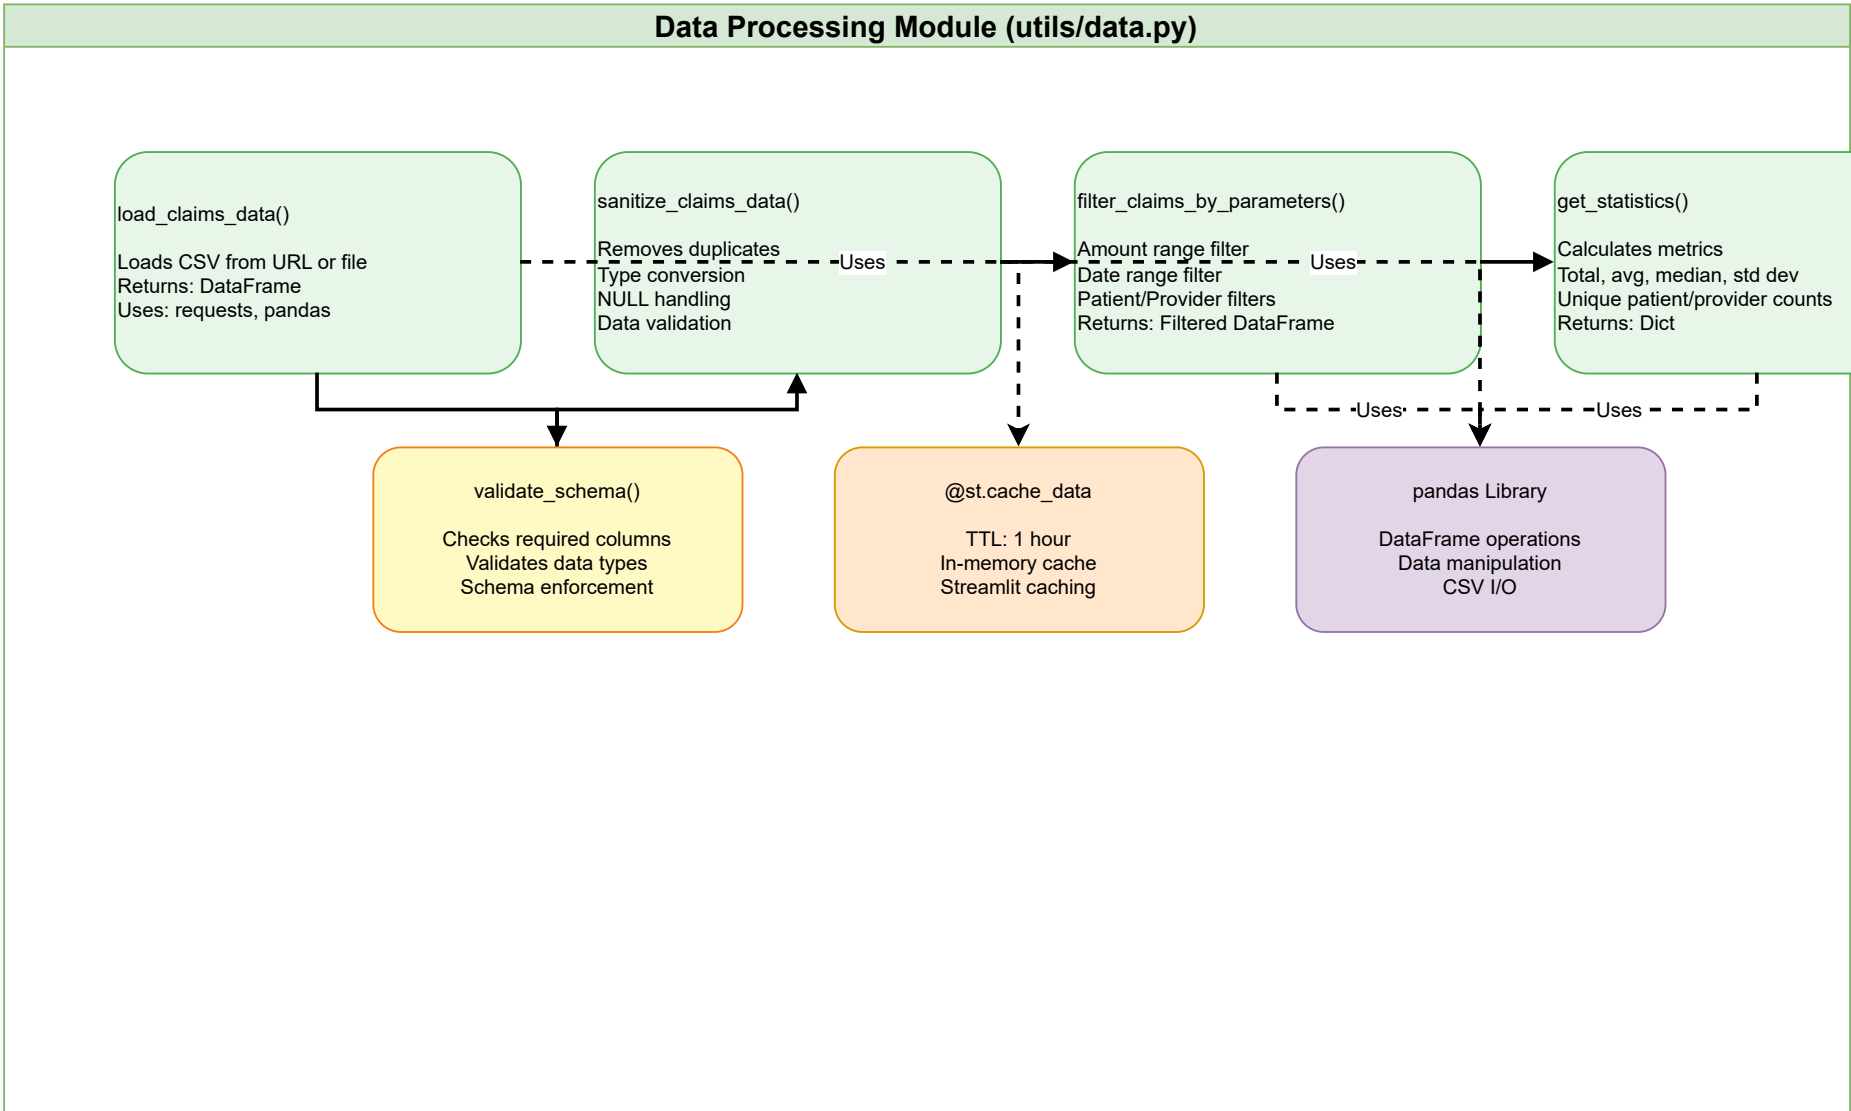 Data Processing Module (utils/data.py)
load_claims_data()
Loads CSV from URL or file
Returns: DataFrame
Uses: requests, pandas
sanitize_claims_data()
Removes duplicates
Type conversion
NULL handling
Data validation
Uses
filter_claims_by_parameters()
Amount range filter
Date range filter
Patient/Provider filters
Returns: Filtered DataFrame
Uses
get_statistics()
Calculates metrics
Total, avg, median, std dev
Unique patient/provider counts
Returns: Dict
Uses
Uses
validate_schema()
Checks required columns
Validates data types
Schema enforcement
@st.cache_data
TTL: 1 hour
In-memory cache
Streamlit caching
pandas Library
DataFrame operations
Data manipulation
CSV I/O